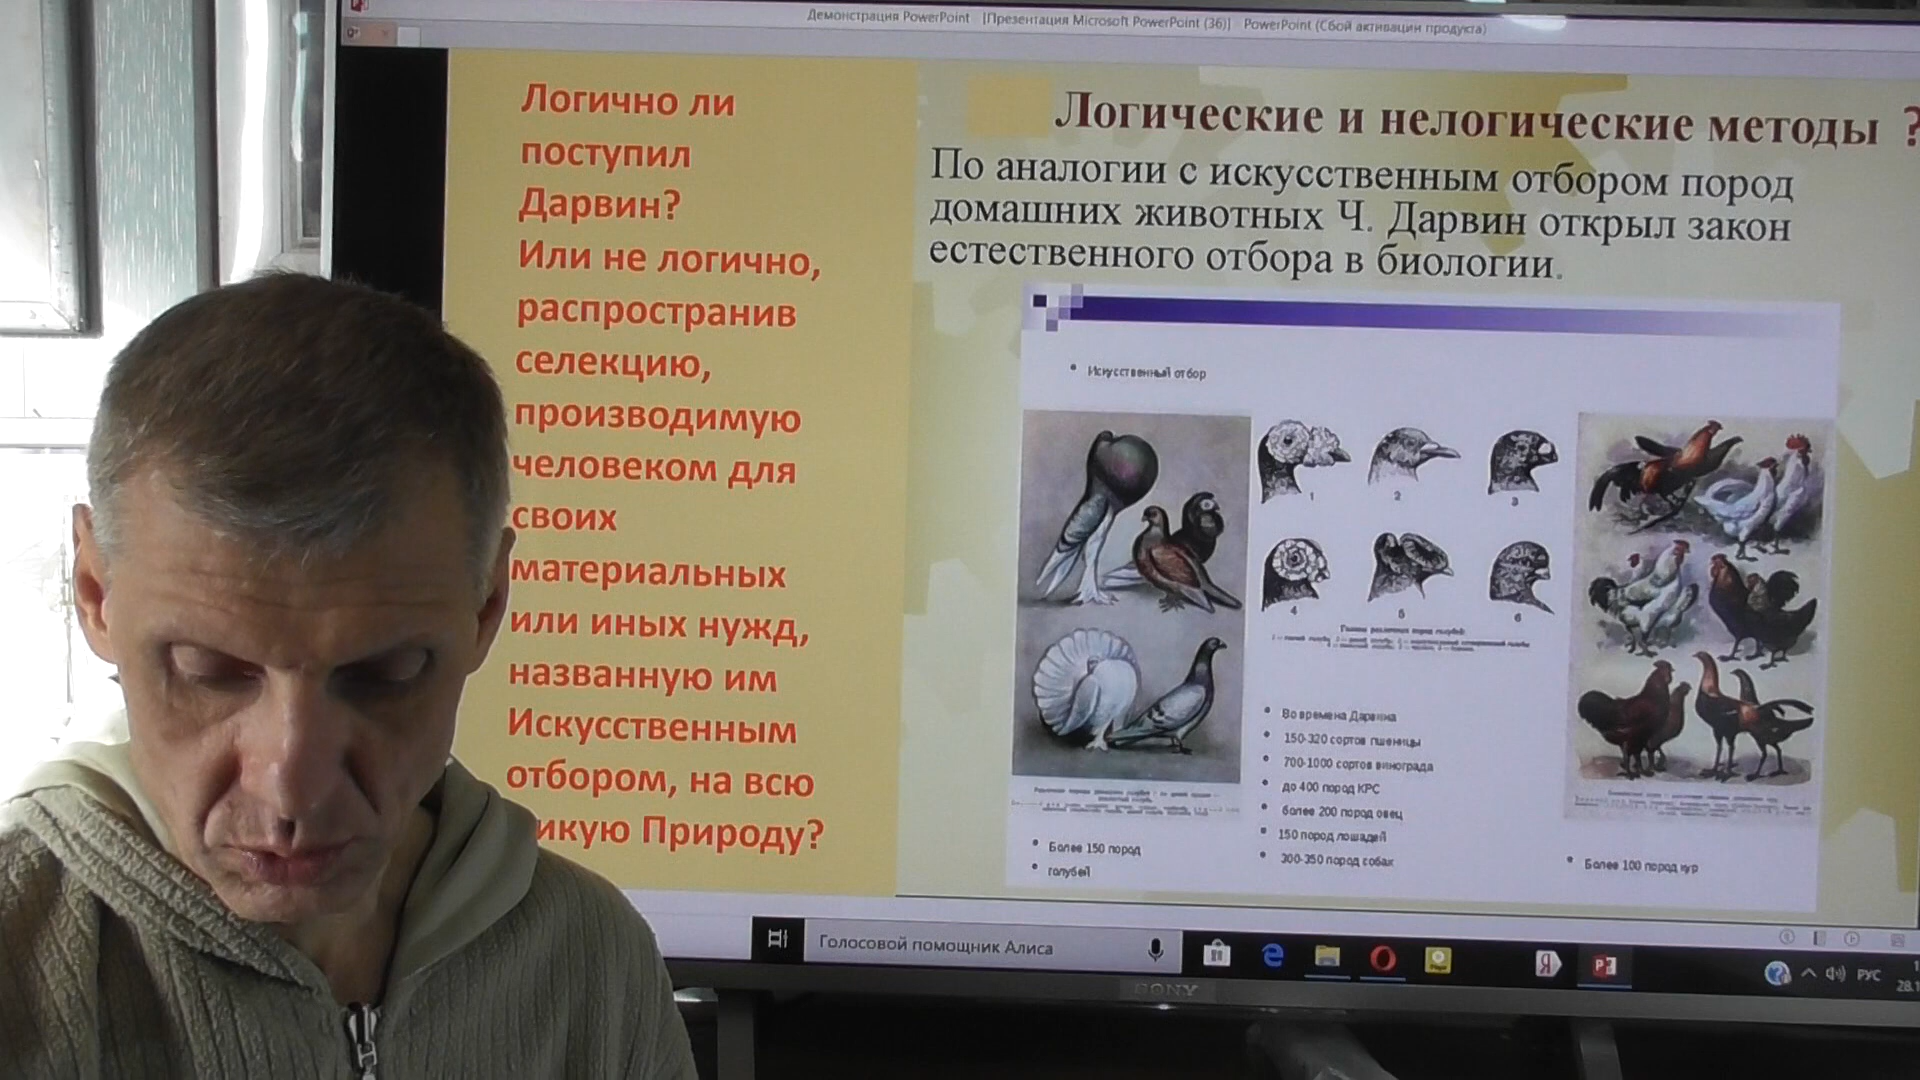 Демонстрация PowerPoint |Презентация Microsoft PowerPoint (36)| PowerPoint (Сбой активации продукта)
Логично ли
поступил
Дарвин?
Или не логично,
распространив
селекцию,
производимую
человеком для
своих
материальных
или иных нужд,
названную им
Искусственным
отбором, на всю
икую Природу?
Логические и нелогические методы ?
По аналогии с искусственным отбором пород
домашних животных Ч. Дарвин открыл закон
естественного отбора в биологии.
• Искусственный отбор
1 2 3
4 5 6
Головы различных пород голубей:
• Более 150 пород
• голубей
• Во времена Дарвина
• 150-320 сортов пшеницы
• 700-1000 сортов винограда
• до 400 пород КРС
• более 200 пород овец
• 150 пород лошадей
• 300-350 пород собак
• Более 100 пород кур
Голосовой помощник Алиса
Я
РУС
SONY